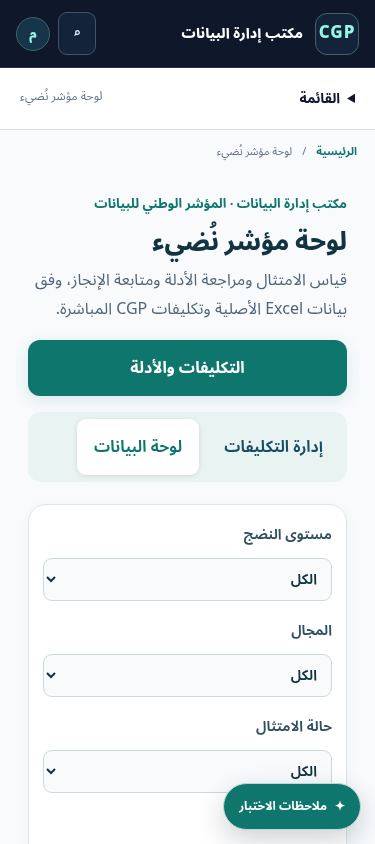 CGP
مكتب إدارة البيانات
م
القائمة
لوحة مؤشر نُضيء
الرئيسية / لوحة مؤشر نُضيء
مكتب إدارة البيانات · المؤشر الوطني للبيانات
لوحة مؤشر نُضيء
قياس الامتثال ومراجعة الأدلة ومتابعة الإنجاز، وفق
بيانات Excel الأصلية وتكليفات CGP المباشرة.
التكليفات والأدلة
إدارة التكليفات
لوحة البيانات
مستوى النضج
الكل
المجال
الكل
حالة الامتثال
الكل
ملاحظات الاختبار